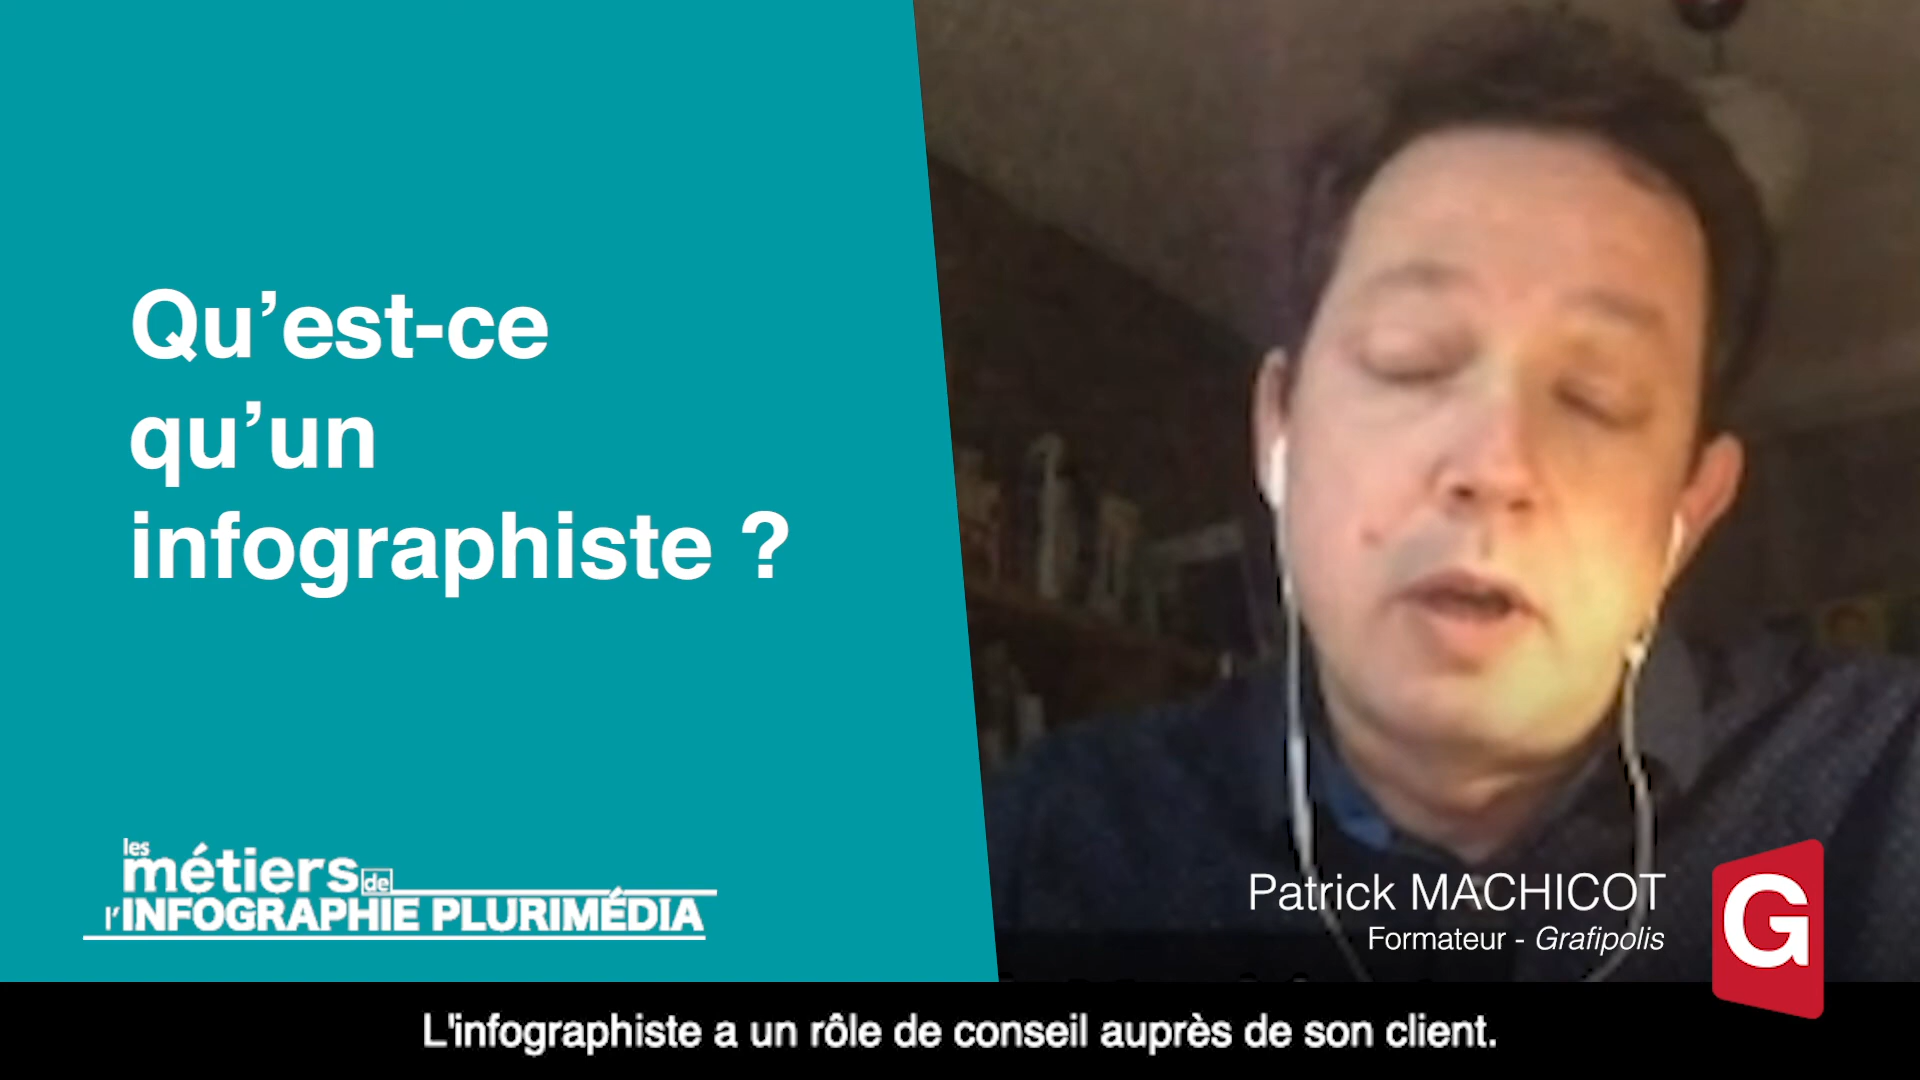 Qu’est-ce
qu’un
infographiste ?
les
métiers de
l’INFOGRAPHIE PLURIMÉDIA
Patrick MACHICOT
Formateur - Grafipolis
G
L'infographiste a un rôle de conseil auprès de son client.